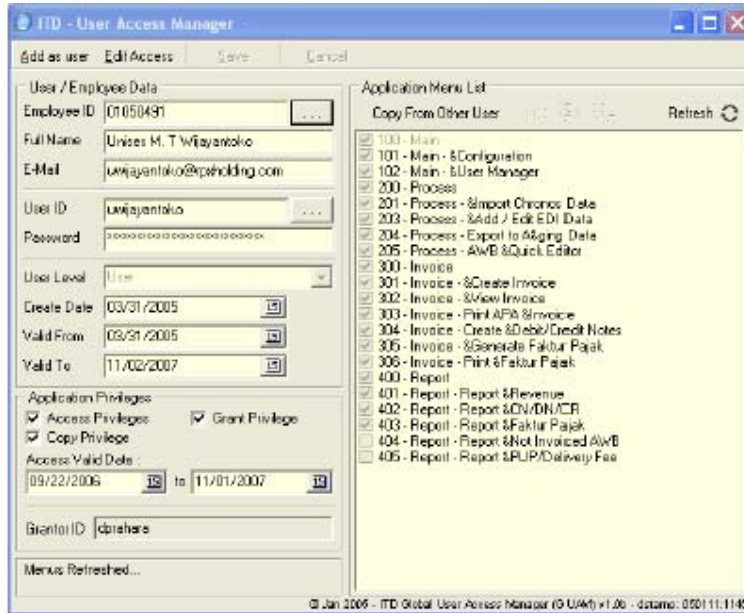 ITD - User Access Manager
Add as user Edit Access Save Cancel
User / Employee Data
Employee ID 01050491 ...
Full Name Unises M. T Wijayantoko
E-Mail uwijayantoko@rpxholding.com
User ID uwijayantoko ...
Password
User Level User
Create Date 03/31/2005
Valid From 03/31/2005
Valid To 11/02/2007
Application Privileges
Access Privileges Grant Privilege
Copy Privilege
Access Valid Date :
09/22/2006 to 11/01/2007
Grantor ID dprahara
Menus Refreshed...
Application Menu List
Copy From Other User Refresh
100 - Main
101 - Main - &Configuration
102 - Main - &User Manager
200 - Process
201 - Process - &Import Chronos Data
203 - Process - &Add / Edit EDI Data
204 - Process - Export to A&ging Data
205 - Process - AWB &Quick Editor
300 - Invoice
301 - Invoice - &Create Invoice
302 - Invoice - &View Invoice
303 - Invoice - Print APA &Invoice
304 - Invoice - Create &Debit/Credit Notes
305 - Invoice - &Generate Faktur Pajak
306 - Invoice - Print &Faktur Pajak
400 - Report
401 - Report - Report &Revenue
402 - Report - Report &CN/DN/CR
403 - Report - Report &Faktur Pajak
404 - Report - Report &Not Invoiced AWB
405 - Report - Report &PUP/Delivery Fee
© Jan 2005 - ITD Global User Access Manager (GUAM) v1.0b - dstamp: 050111:1145